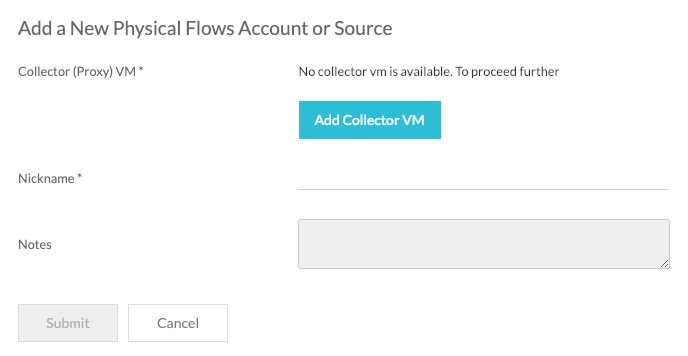 Add a New Physical Flows Account or Source
Collector (Proxy) VM *
No collector vm is available. To proceed further
Add Collector VM
Nickname *
Notes
Submit
Cancel